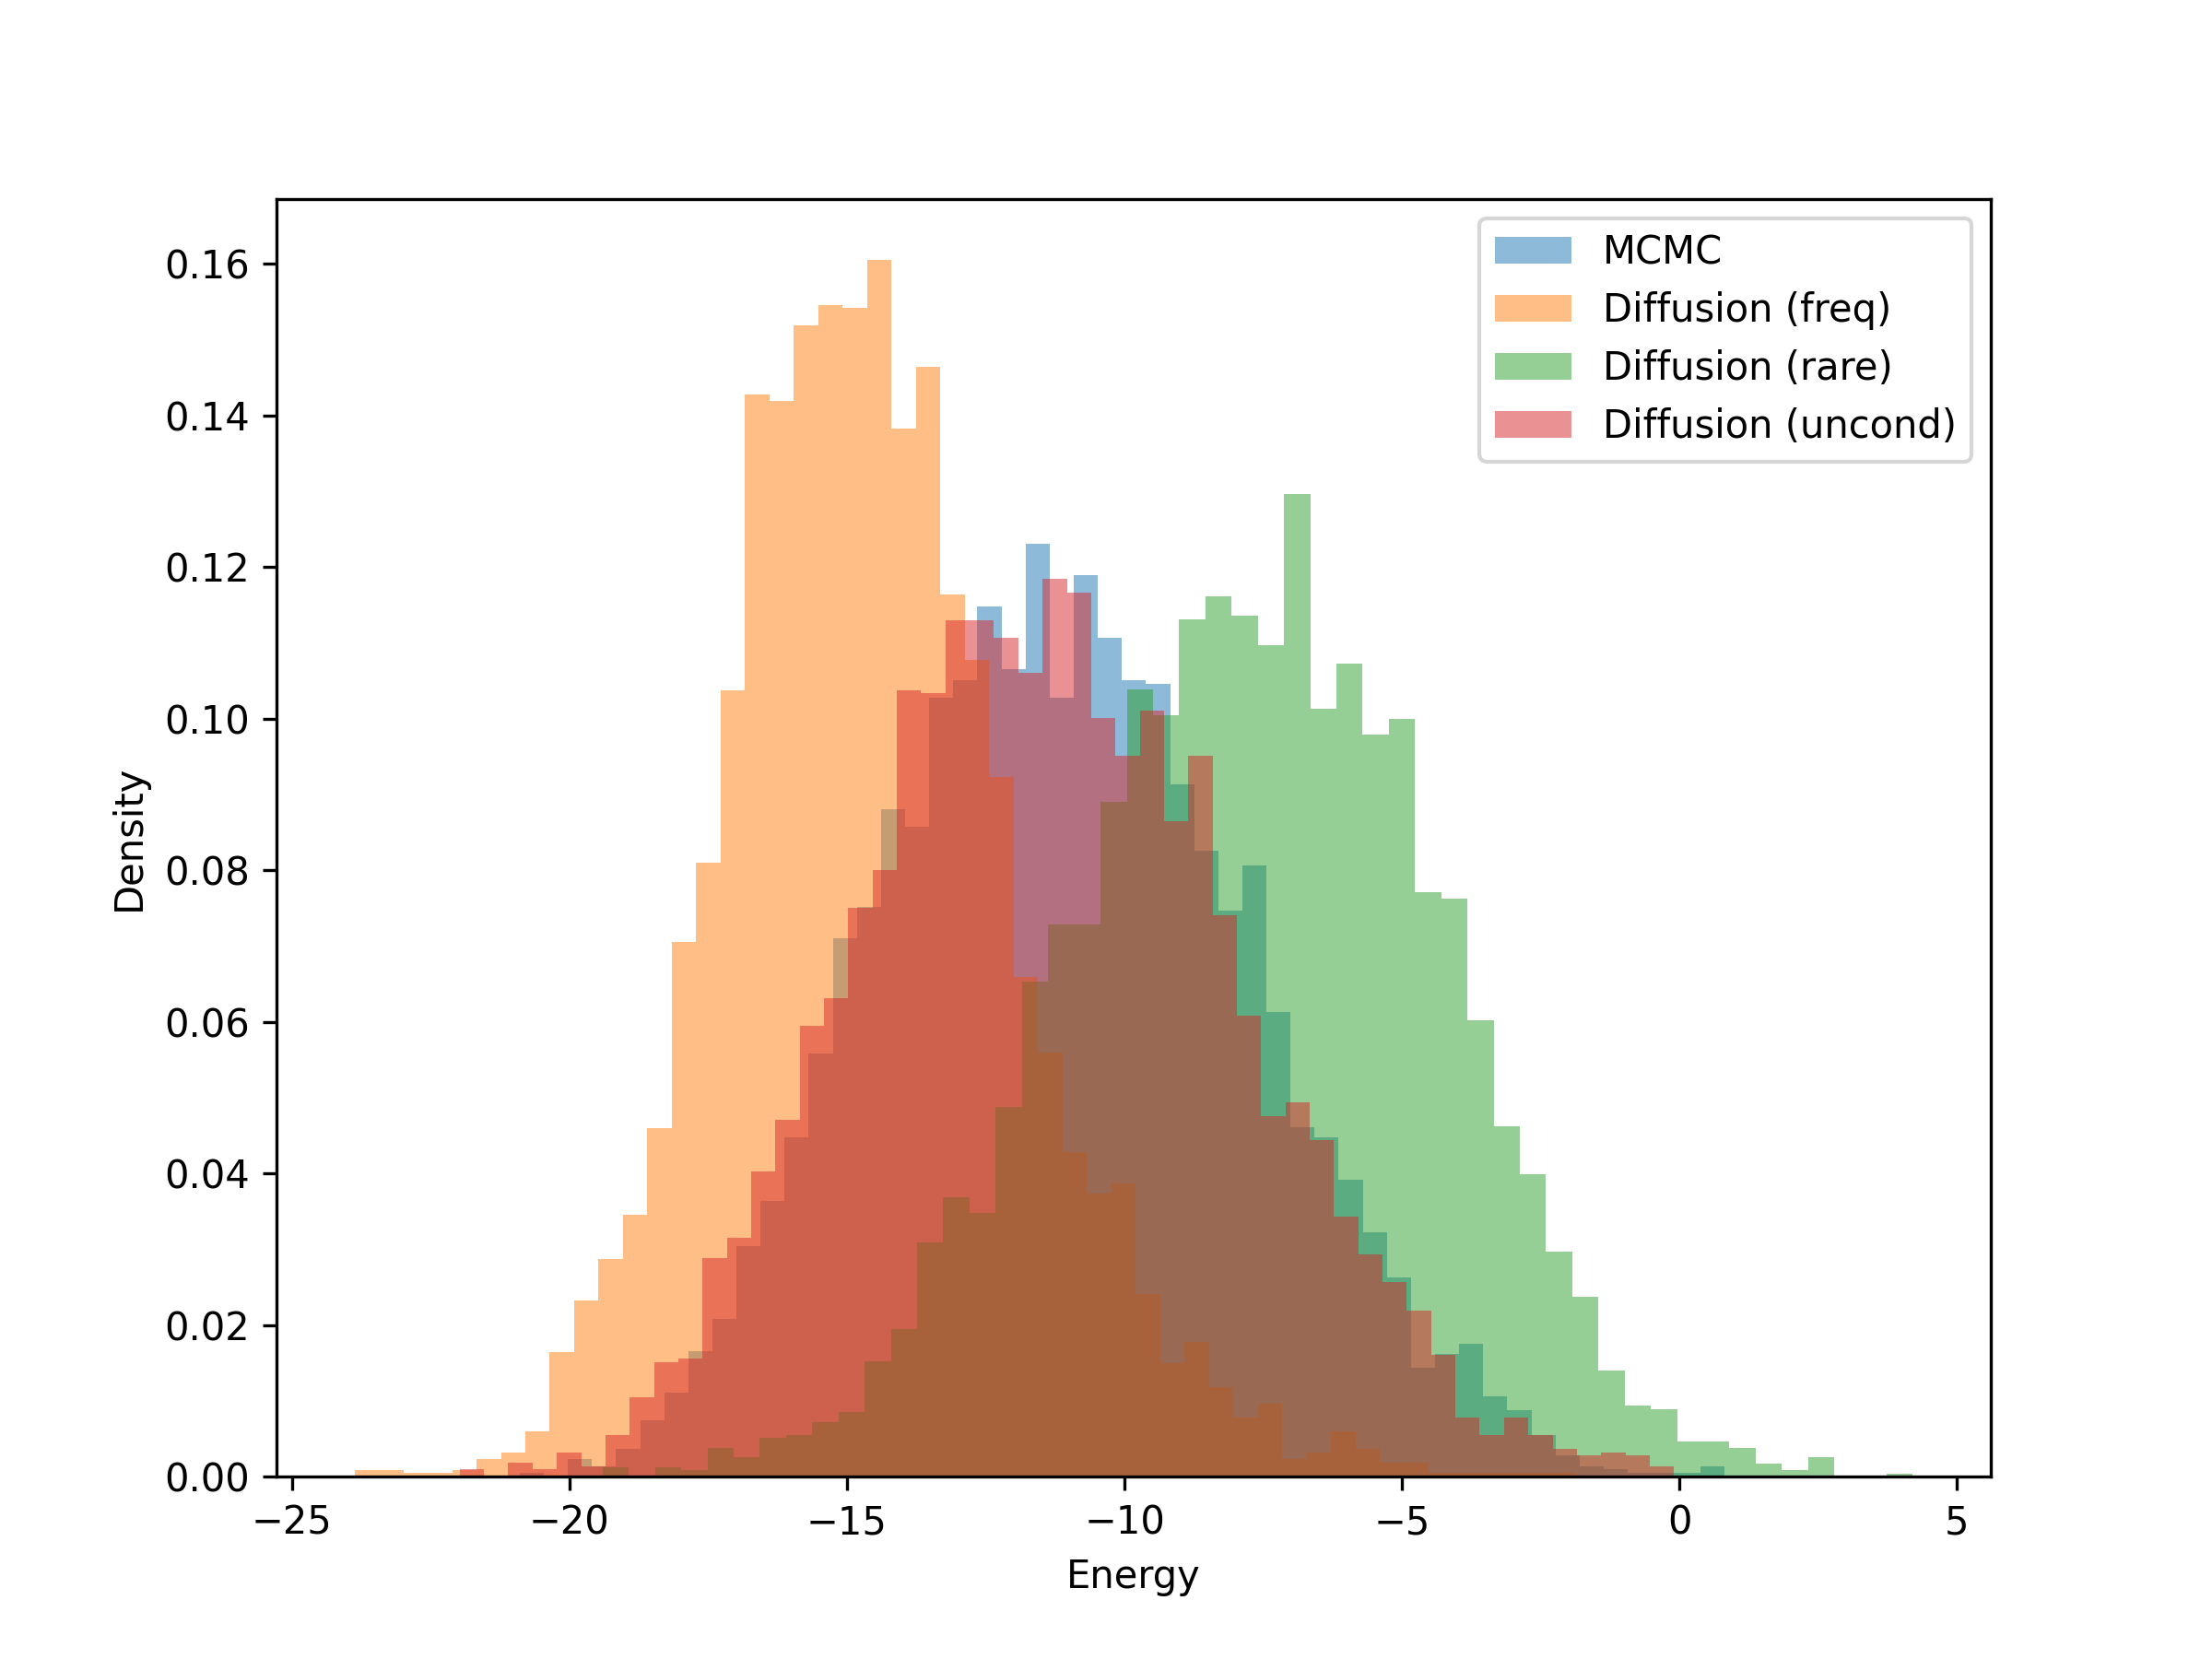 MCMC
Diffusion (freq)
Diffusion (rare)
Diffusion (uncond)
0.16
0.14
0.12
0.10
0.08
0.06
0.04
0.02
0.00
Density
−25 −20 −15 −10 −5 0 5
Energy